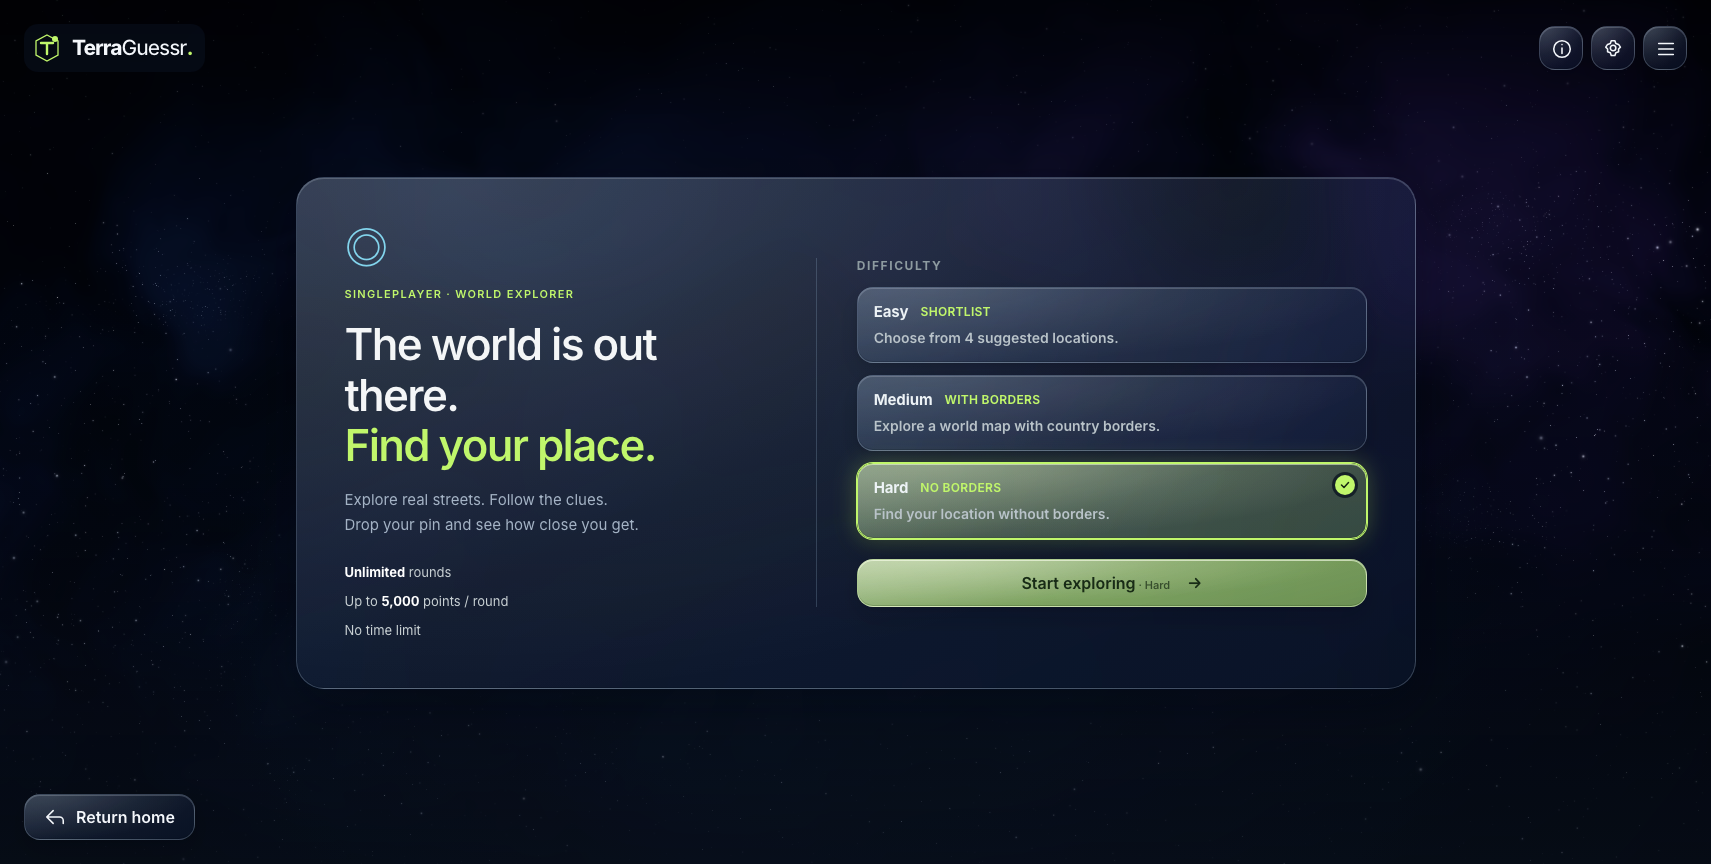 TerraGuessr.
SINGLEPLAYER · WORLD EXPLORER
The world is out
there.
Find your place.
Explore real streets. Follow the clues.
Drop your pin and see how close you get.
Unlimited rounds
Up to 5,000 points / round
No time limit
DIFFICULTY
Easy SHORTLIST
Choose from 4 suggested locations.
Medium WITH BORDERS
Explore a world map with country borders.
Hard NO BORDERS
Find your location without borders.
Start exploring · Hard →
Return home